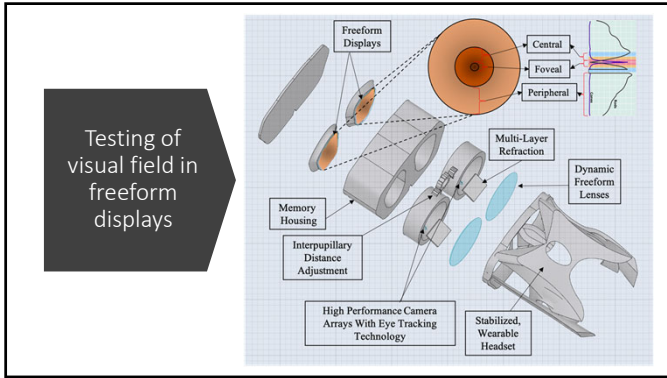 Testing of
visual field in
freeform
displays
Freeform
Displays
Central
Foveal
Peripheral
Multi-Layer
Refraction
Dynamic
Freeform
Lenses
Memory
Housing
Interpupillary
Distance
Adjustment
High Performance Camera
Arrays With Eye Tracking
Technology
Stabilized,
Wearable
Headset